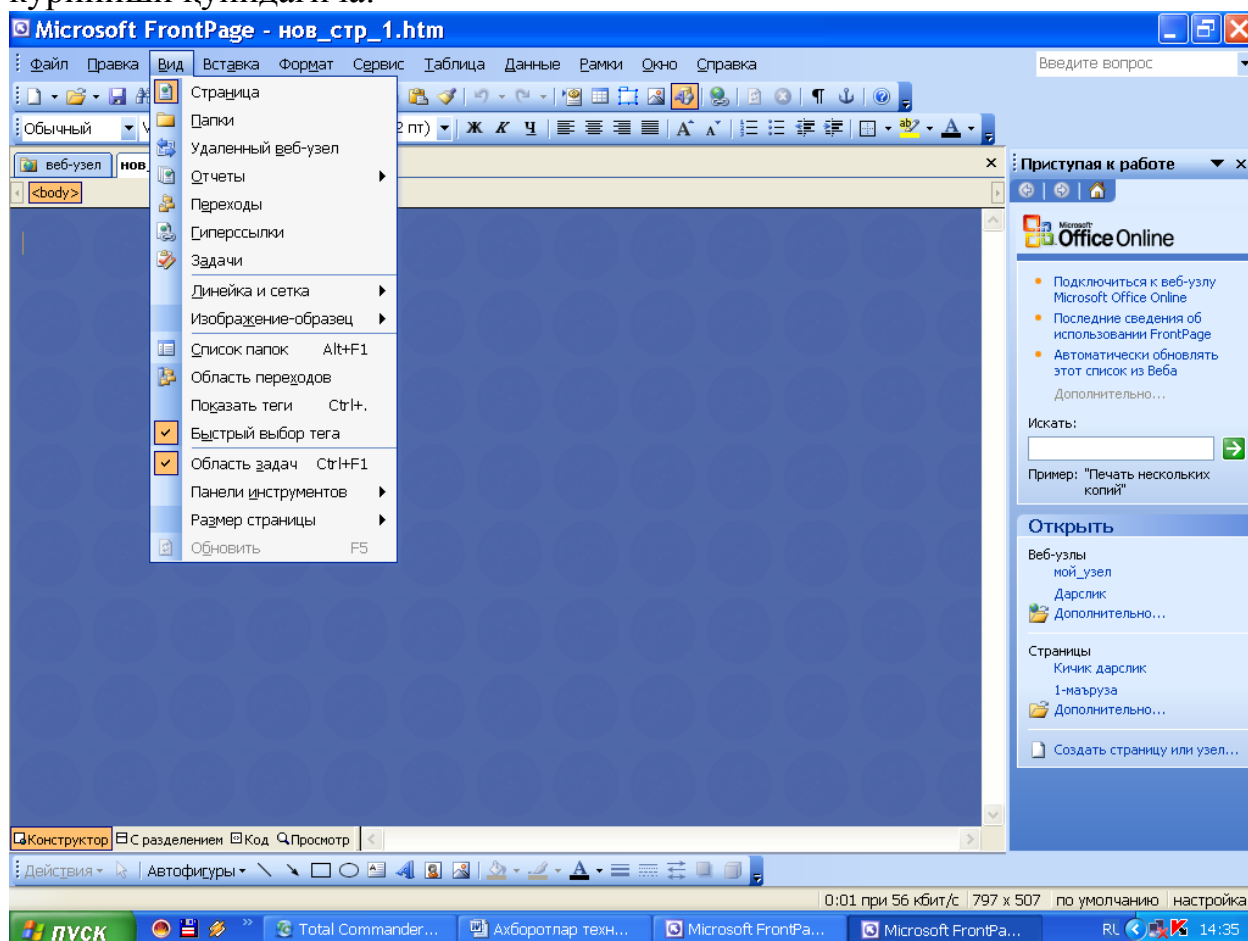 кўриниши қуйидагича:
Microsoft FrontPage - нов_стр_1.htm
Файл Правка Вид Вставка Формат Сервис Таблица Данные Рамки Окно Справка Введите вопрос
Обычный 2 пт) Ж К Ч
веб-узел нов_
<body>
Страница
Папки
Удаленный веб-узел
Отчеты
Переходы
Гиперссылки
Задачи
Линейка и сетка
Изображение-образец
Список папок Alt+F1
Область переходов
Показать теги Ctrl+.
Быстрый выбор тега
Область задач Ctrl+F1
Панели инструментов
Размер страницы
Обновить F5
Приступая к работе
Microsoft
Office Online
Подключиться к веб-узлу
Microsoft Office Online
Последние сведения об
использовании FrontPage
Автоматически обновлять
этот список из Веба
Дополнительно...
Искать:
Пример: "Печать нескольких
копий"
Открыть
Веб-узлы
мой_узел
Дарслик
Дополнительно...
Страницы
Кичик дарслик
1-маъруза
Дополнительно...
Создать страницу или узел...
Конструктор С разделением Код Просмотр
Действия Автофигуры
0:01 при 56 кбит/с 797 x 507 по умолчанию настройка
пуск Total Commander... Ахборотлар техн... Microsoft FrontPa... Microsoft FrontPa... RL 14:35